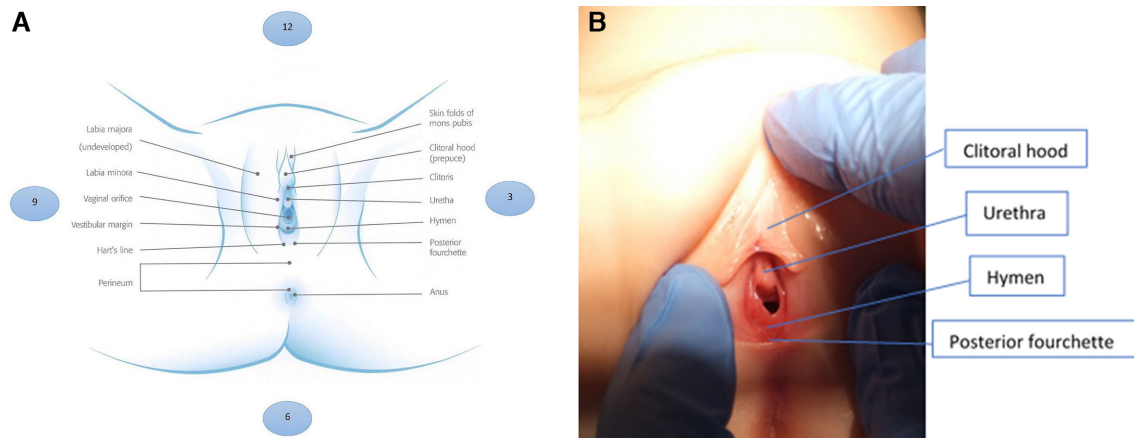 A
12
Labia majora
(undeveloped)
Labia minora
Vaginal orifice
Vestibular margin
Hart's line
Perineum
9
Skin folds of
mons pubis
Clitoral hood
(prepuce)
Clitoris
Uretha
Hymen
Posterior
fourchette
Anus
3
6
B
Clitoral hood
Urethra
Hymen
Posterior fourchette